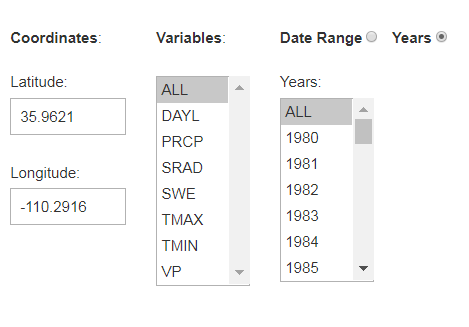 Coordinates:
Latitude:
35.9621
Longitude:
-110.2916
Variables:
ALL
DAYL
PRCP
SRAD
SWE
TMAX
TMIN
VP
Date Range Years
Years:
ALL
1980
1981
1982
1983
1984
1985